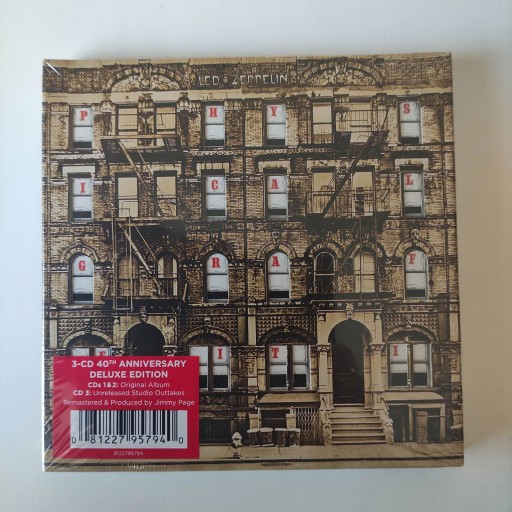 LED ZEPPELIN
P H Y S
I C A L
G R A F
F I T I
3-CD 40TH ANNIVERSARY
DELUXE EDITION
CDs 1&2: Original Album
CD 3: Unreleased Studio Outtakes
Remastered & Produced by Jimmy Page
0 81227 95794 0
8122795794